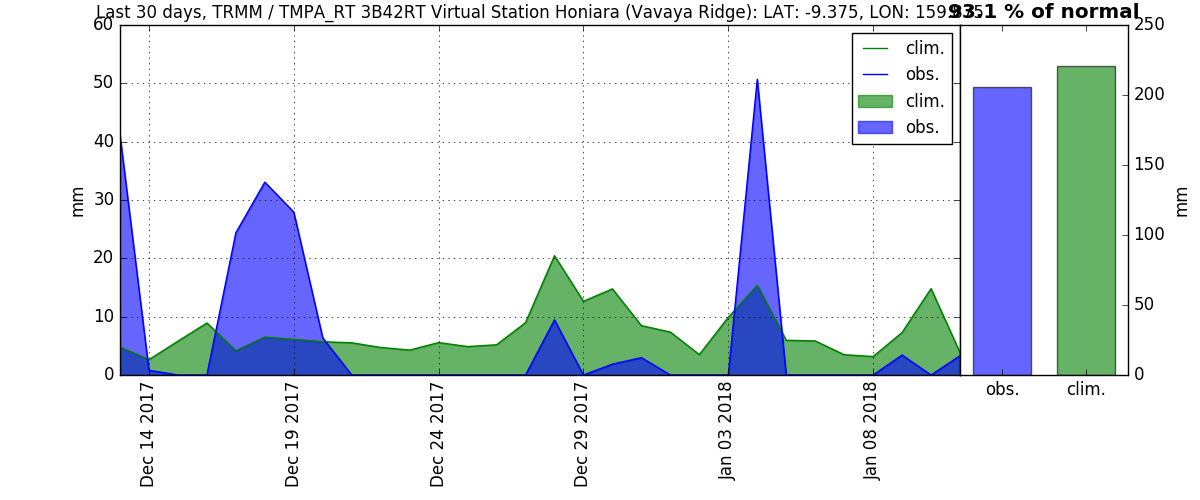 Last 30 days, TRMM / TMPA_RT 3B42RT Virtual Station Honiara (Vavaya Ridge): LAT: -9.375, LON:
93.1 % of normal
60
50
40
30
20
10
0
mm
clim.
obs.
clim.
obs.
Dec 14 2017
Dec 19 2017
Dec 24 2017
Dec 29 2017
Jan 03 2018
Jan 08 2018
250
200
150
100
50
0
mm
obs.
clim.